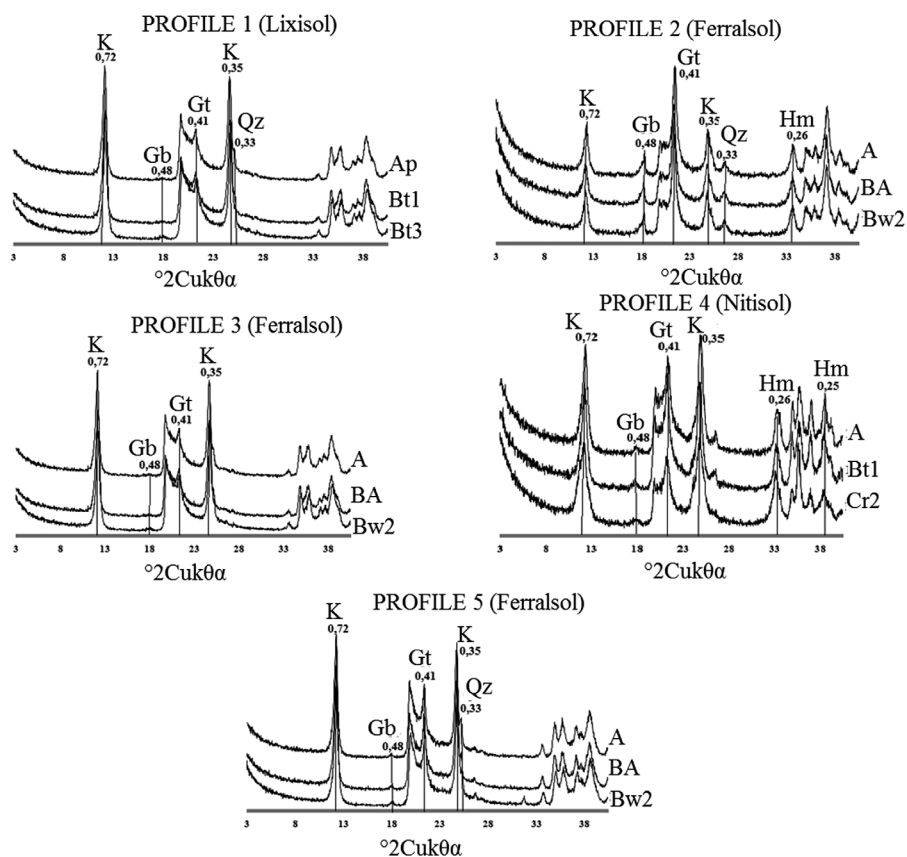 PROFILE 1 (Lixisol)
K
0,72
K
0,35
Gt
0,41
Qz
0,33
Gb
0,48
Ap
Bt1
Bt3
3 8 13 18 23 28 33 38
°2Cukθα
PROFILE 2 (Ferralsol)
Gt
0,41
K
0,72
K
0,35
Gb
0,48
Qz
0,33
Hm
0,26
A
BA
Bw2
3 8 13 18 23 28 33 38
°2Cukθα
PROFILE 3 (Ferralsol)
K
0,72
K
0,35
Gt
0,41
Gb
0,48
A
BA
Bw2
3 8 13 18 23 28 33 38
°2Cukθα
PROFILE 4 (Nitisol)
K
0,72
Gt
0,41
K
0,35
Gb
0,48
Hm
0,26
Hm
0,25
A
Bt1
Cr2
3 8 13 18 23 28 33 38
°2Cukθα
PROFILE 5 (Ferralsol)
K
0,72
K
0,35
Gt
0,41
Qz
0,33
Gb
0,48
A
BA
Bw2
3 8 13 18 23 28 33 38
°2Cukθα